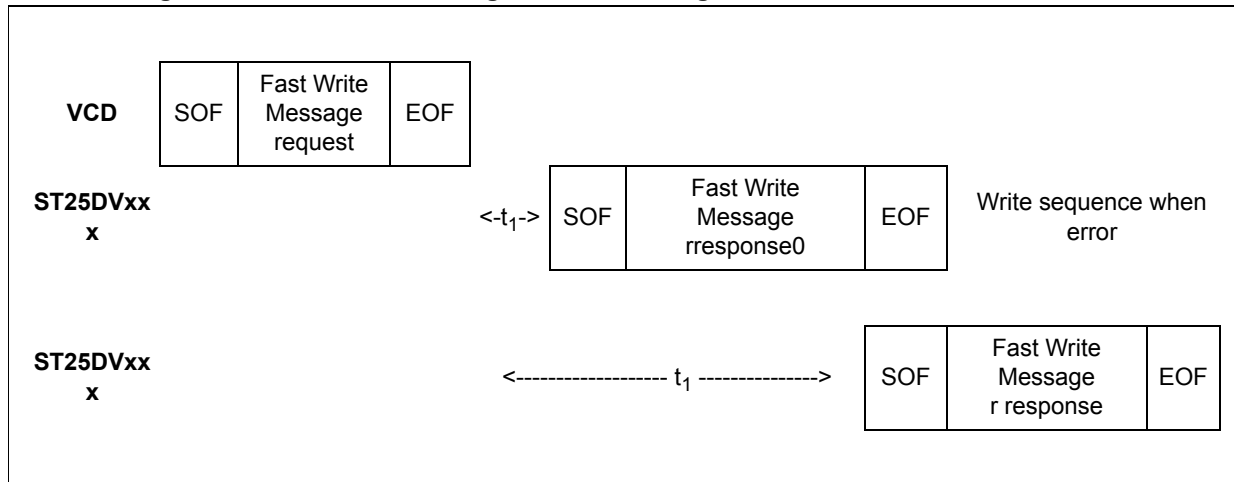 VCD
SOF
Fast Write
Message
request
EOF
ST25DVxx
x
<-t₁->
SOF
Fast Write
Message
rresponse0
EOF
Write sequence when
error
ST25DVxx
x
<------------------- t₁ --------------->
SOF
Fast Write
Message
r response
EOF